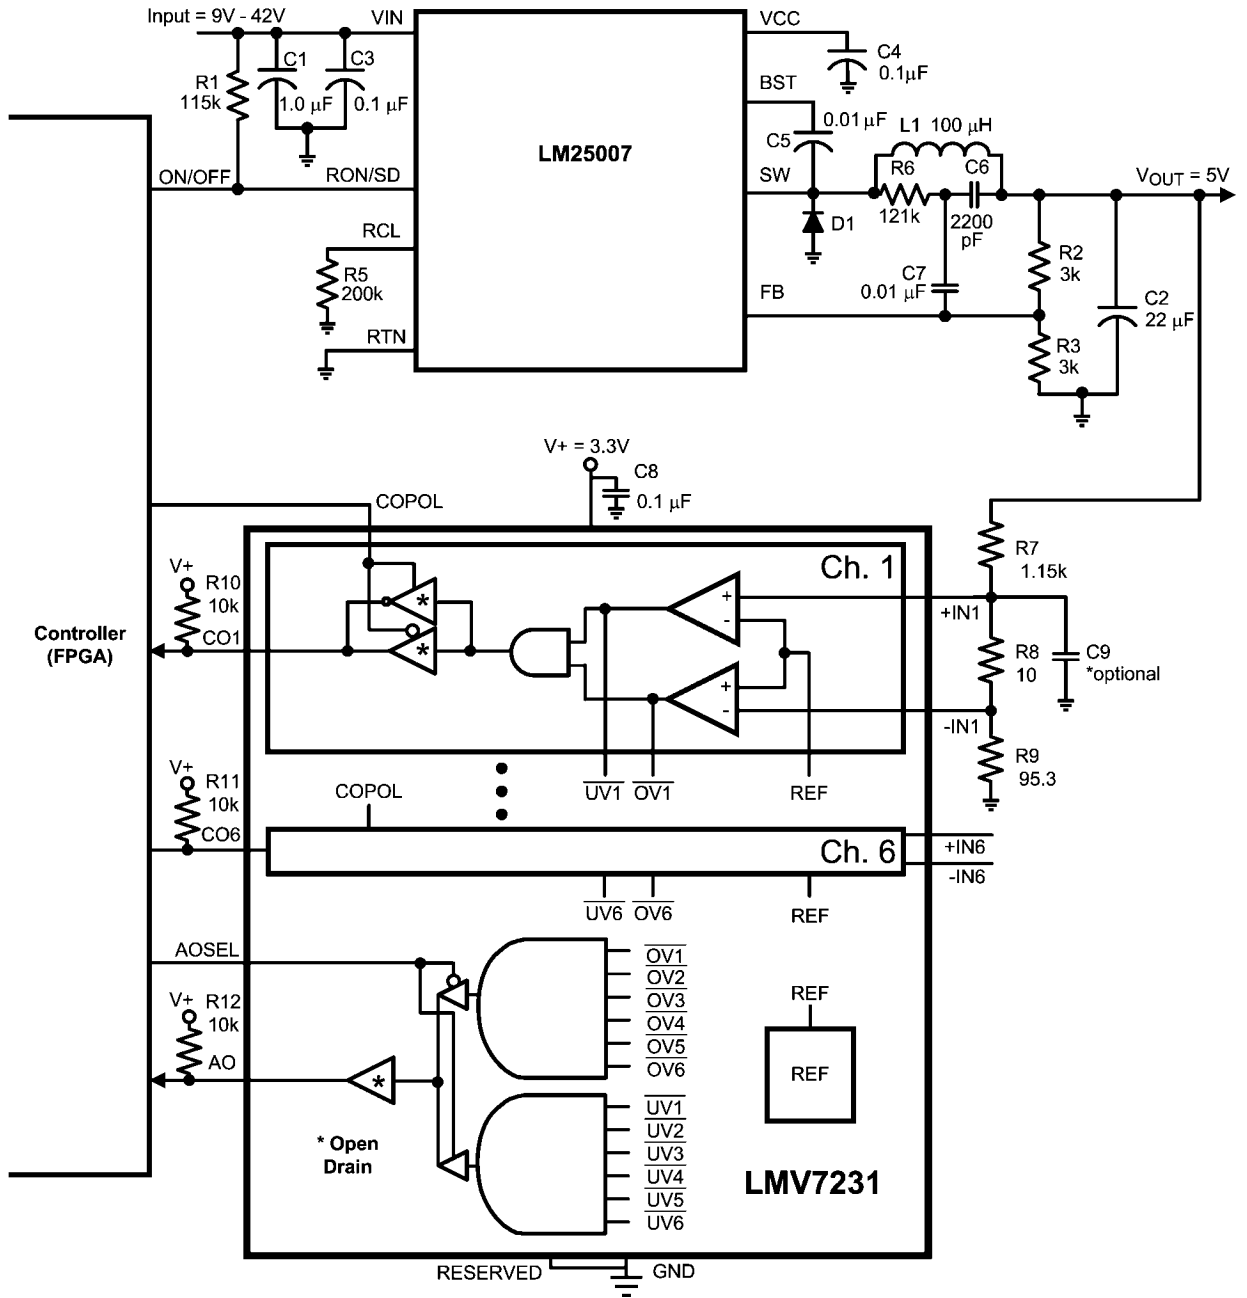 Input = 9V - 42V
VIN
VCC
C4
0.1µF
R1
115k
C1
1.0 µF
C3
0.1 µF
BST
0.01 µF
C5
LM25007
L1 100 µH
SW
R6
121k
C6
2200
pF
VOUT = 5V
ON/OFF
RON/SD
D1
RCL
R5
200k
FB
C7
0.01 µF
R2
3k
C2
22 µF
RTN
R3
3k
V+ = 3.3V
C8
0.1 µF
COPOL
Ch. 1
V+
R10
10k
CO1
*
*
+
-
+
-
R7
1.15k
+IN1
R8
10
C9
*optional
-IN1
R9
95.3
Controller
(FPGA)
UV1
OV1
REF
V+
R11
10k
CO6
COPOL
Ch. 6
+IN6
-IN6
UV6
OV6
REF
AOSEL
V+
R12
10k
AO
*
* Open
Drain
OV1
OV2
OV3
OV4
OV5
OV6
REF
REF
UV1
UV2
UV3
UV4
UV5
UV6
LMV7231
RESERVED
GND